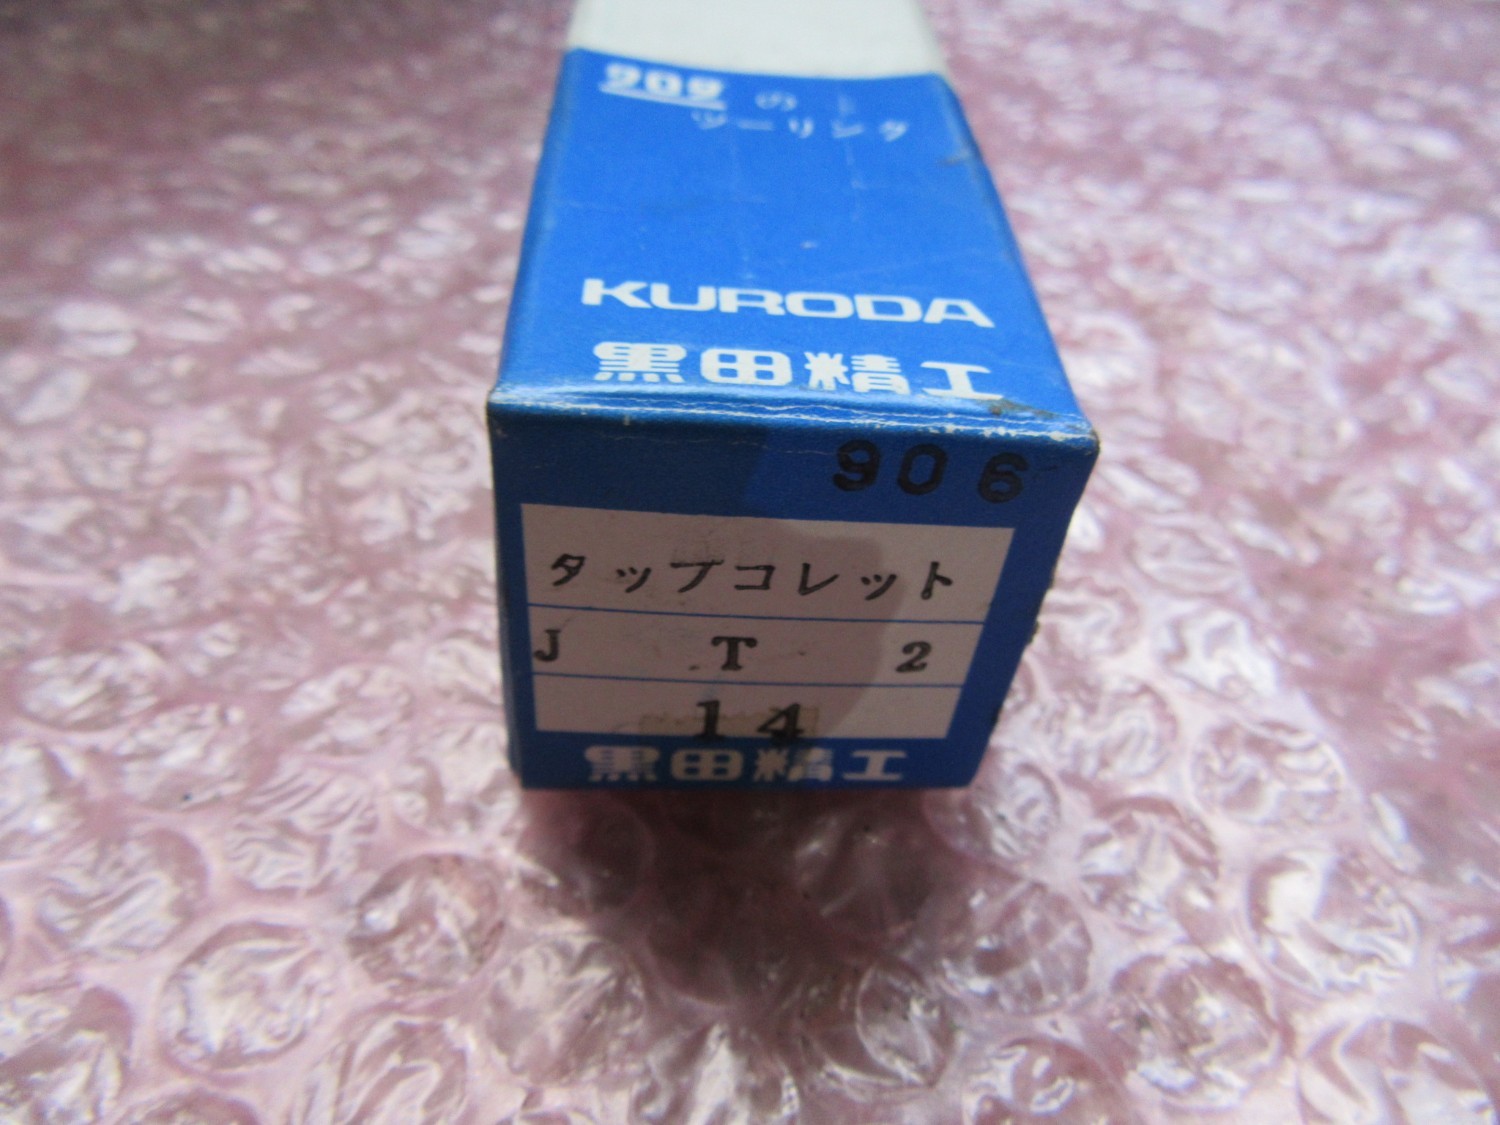 の
ツーリング
KURODA
黒田精工
906
タップコレット
J T 2
14
黒田精工